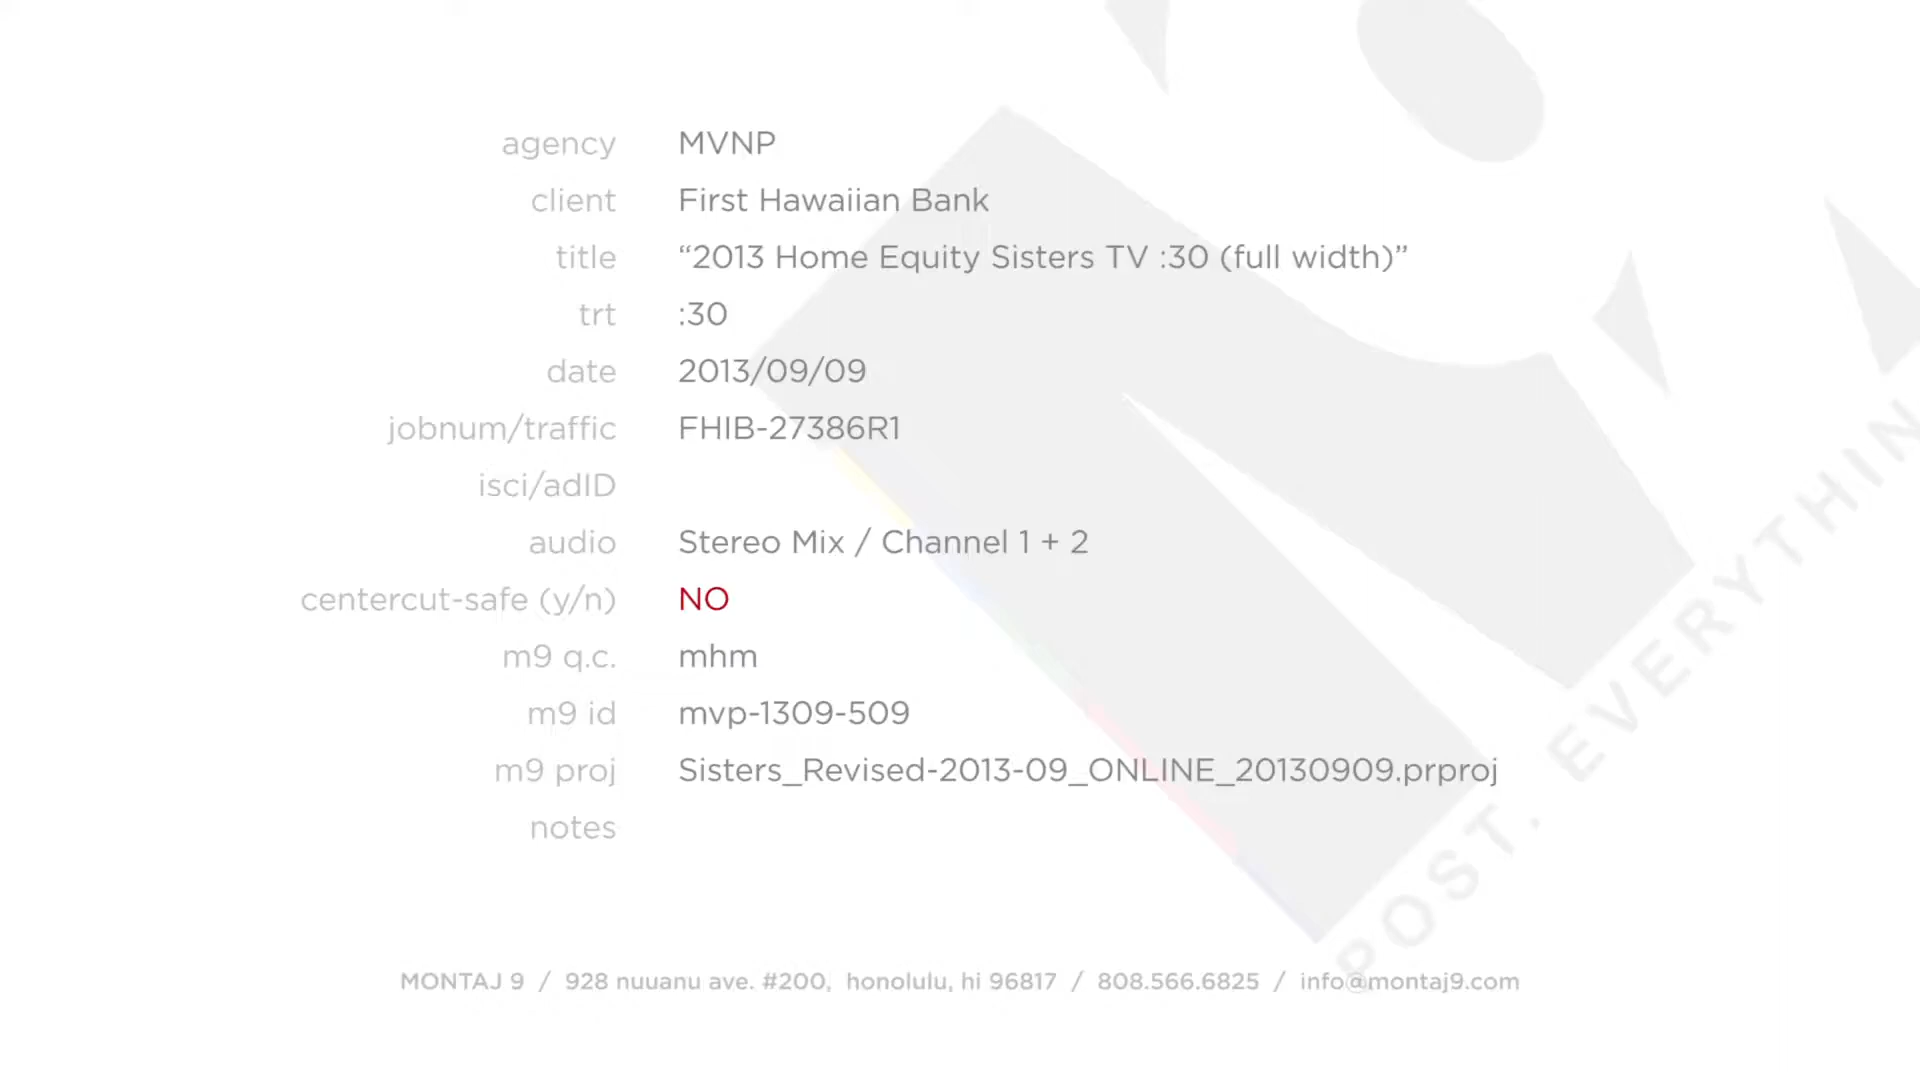 agency MVNP
client First Hawaiian Bank
title “2013 Home Equity Sisters TV :30 (full width)”
trt :30
date 2013/09/09
jobnum/traffic FHIB-27386R1
isci/adID
audio Stereo Mix / Channel 1 + 2
centercut-safe (y/n) NO
m9 q.c. mhm
m9 id mvp-1309-509
m9 proj Sisters_Revised-2013-09_ONLINE_20130909.prproj
notes
POST. EVERYTHIN
MONTAJ 9 / 928 nuuanu ave. #200, honolulu, hi 96817 / 808.566.6825 / info@montaj9.com